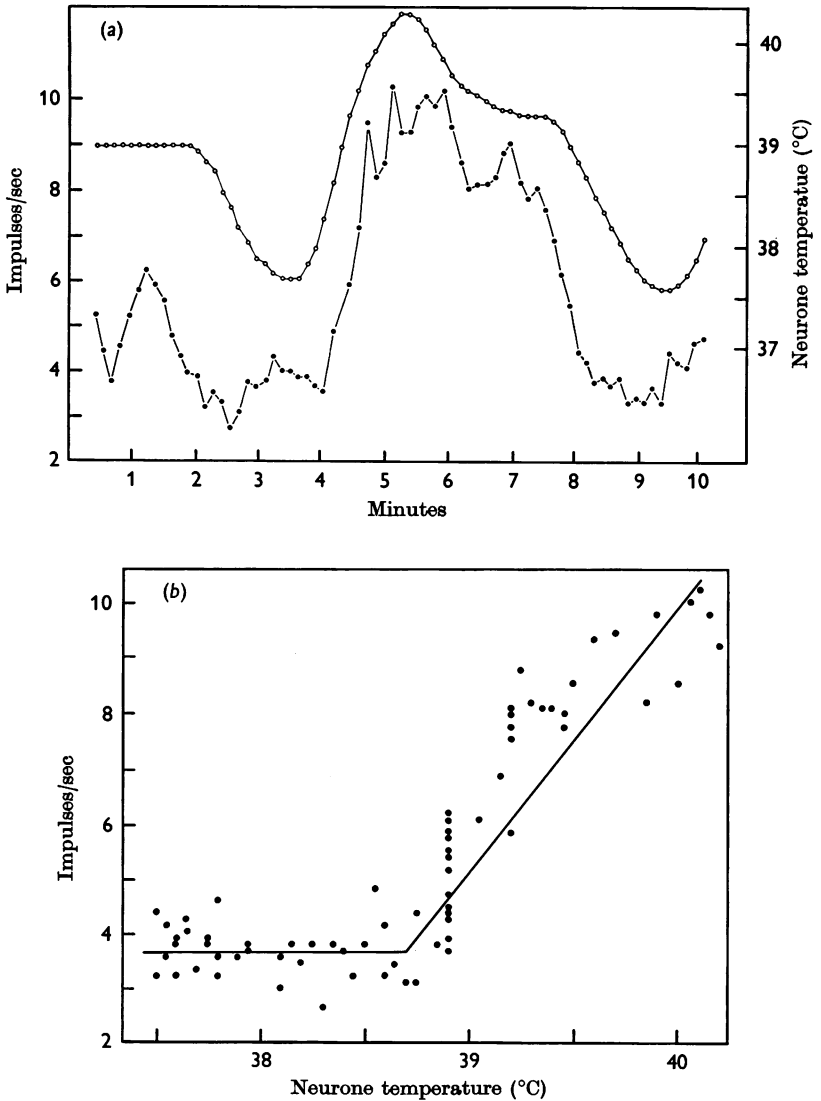 (a)
10
8
6
4
2
Impulses/sec
40
39
38
37
Neurone temperatue (°C)
1 2 3 4 5 6 7 8 9 10
Minutes
(b)
10
8
6
4
2
Impulses/sec
38 39 40
Neurone temperature (°C)